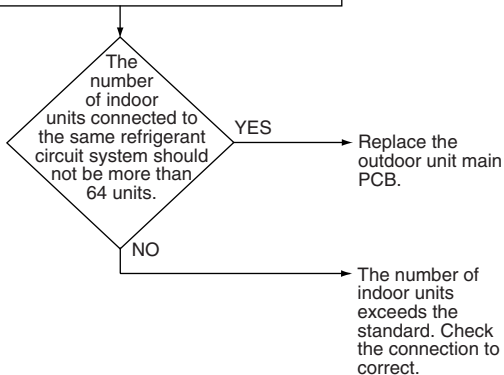 The
number
of indoor
units connected to
the same refrigerant
circuit system should
not be more than
64 units.
YES
Replace the
outdoor unit main
PCB.
NO
The number of
indoor units
exceeds the
standard. Check
the connection to
correct.